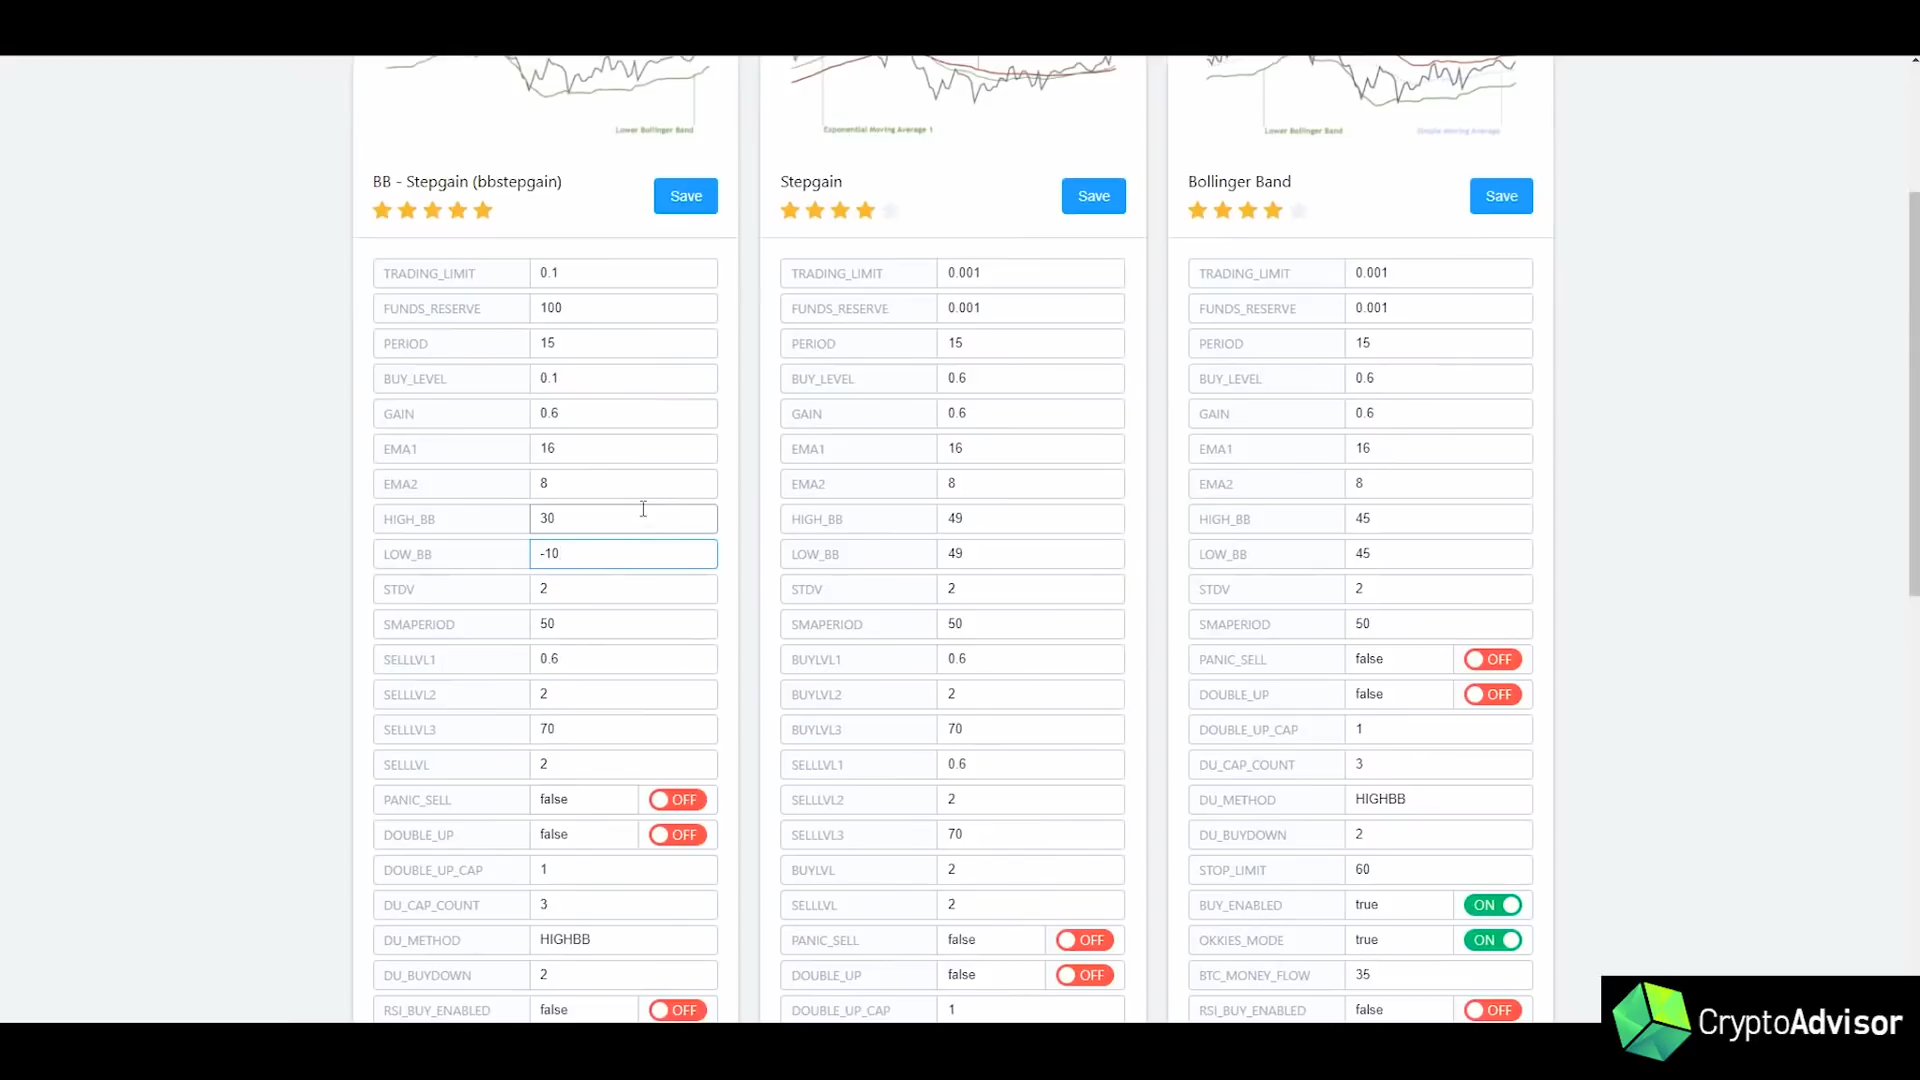 Lower Bollinger Band
BB - Stepgain (bbstepgain)
Save
TRADING_LIMIT 0.1
FUNDS_RESERVE 100
PERIOD 15
BUY_LEVEL 0.1
GAIN 0.6
EMA1 16
EMA2 8
HIGH_BB 30
LOW_BB -10
STDV 2
SMAPERIOD 50
SELLLVL1 0.6
SELLLVL2 2
SELLLVL3 70
SELLLVL 2
PANIC_SELL false OFF
DOUBLE_UP false OFF
DOUBLE_UP_CAP 1
DU_CAP_COUNT 3
DU_METHOD HIGHBB
DU_BUYDOWN 2
RSI_BUY_ENABLED false OFF
Exponential Moving Average 1
Stepgain
Save
TRADING_LIMIT 0.001
FUNDS_RESERVE 0.001
PERIOD 15
BUY_LEVEL 0.6
GAIN 0.6
EMA1 16
EMA2 8
HIGH_BB 49
LOW_BB 49
STDV 2
SMAPERIOD 50
BUYLVL1 0.6
BUYLVL2 2
BUYLVL3 70
SELLLVL1 0.6
SELLLVL2 2
SELLLVL3 70
BUYLVL 2
SELLLVL 2
PANIC_SELL false OFF
DOUBLE_UP false OFF
DOUBLE_UP_CAP 1
Lower Bollinger Band Simple Moving Average
Bollinger Band
Save
TRADING_LIMIT 0.001
FUNDS_RESERVE 0.001
PERIOD 15
BUY_LEVEL 0.6
GAIN 0.6
EMA1 16
EMA2 8
HIGH_BB 45
LOW_BB 45
STDV 2
SMAPERIOD 50
PANIC_SELL false OFF
DOUBLE_UP false OFF
DOUBLE_UP_CAP 1
DU_CAP_COUNT 3
DU_METHOD HIGHBB
DU_BUYDOWN 2
STOP_LIMIT 60
BUY_ENABLED true ON
OKKIES_MODE true ON
BTC_MONEY_FLOW 35
RSI_BUY_ENABLED false OFF
CryptoAdvisor